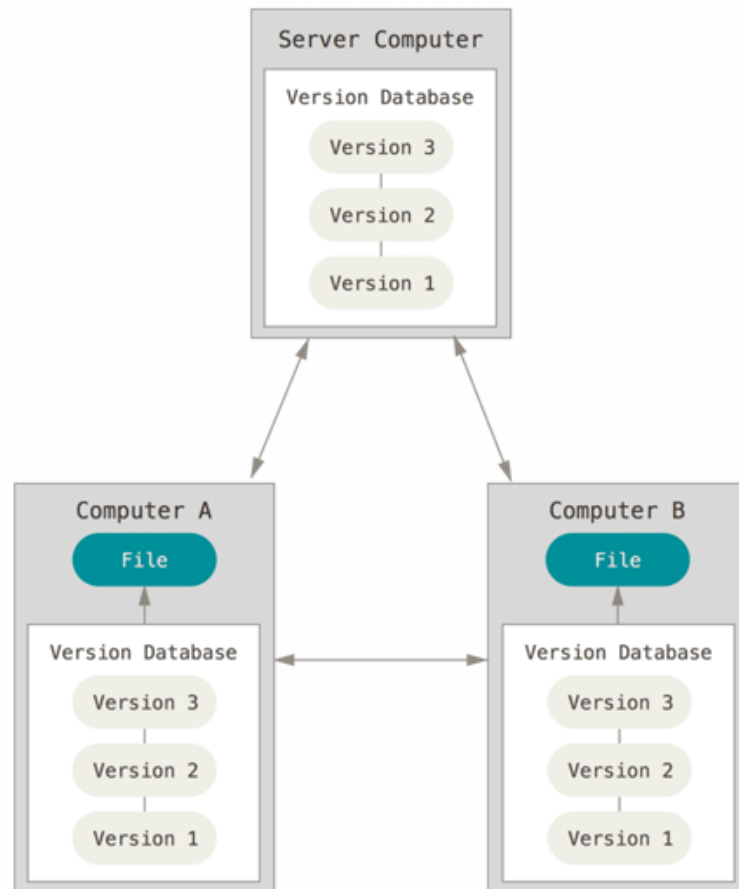 Server Computer
Version Database
Version 3
Version 2
Version 1
Computer A
File
Version Database
Version 3
Version 2
Version 1
Computer B
File
Version Database
Version 3
Version 2
Version 1